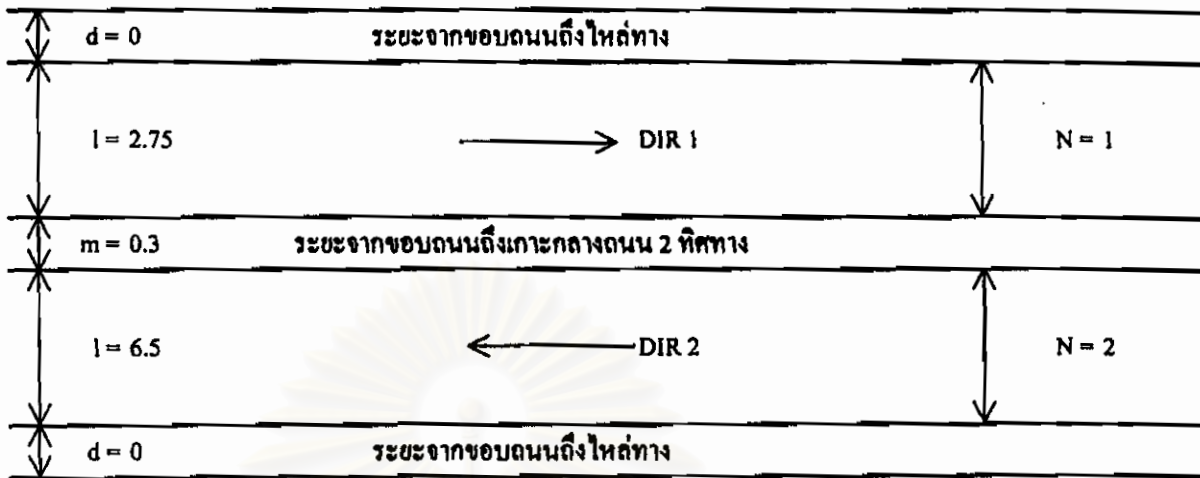 d = 0 ระยะจากขอบถนนถึงไหล่ทาง
l = 2.75 DIR 1 N = 1
m = 0.3 ระยะจากขอบถนนถึงเกาะกลางถนน 2 ทิศทาง
l = 6.5 DIR 2 N = 2
d = 0 ระยะจากขอบถนนถึงไหล่ทาง